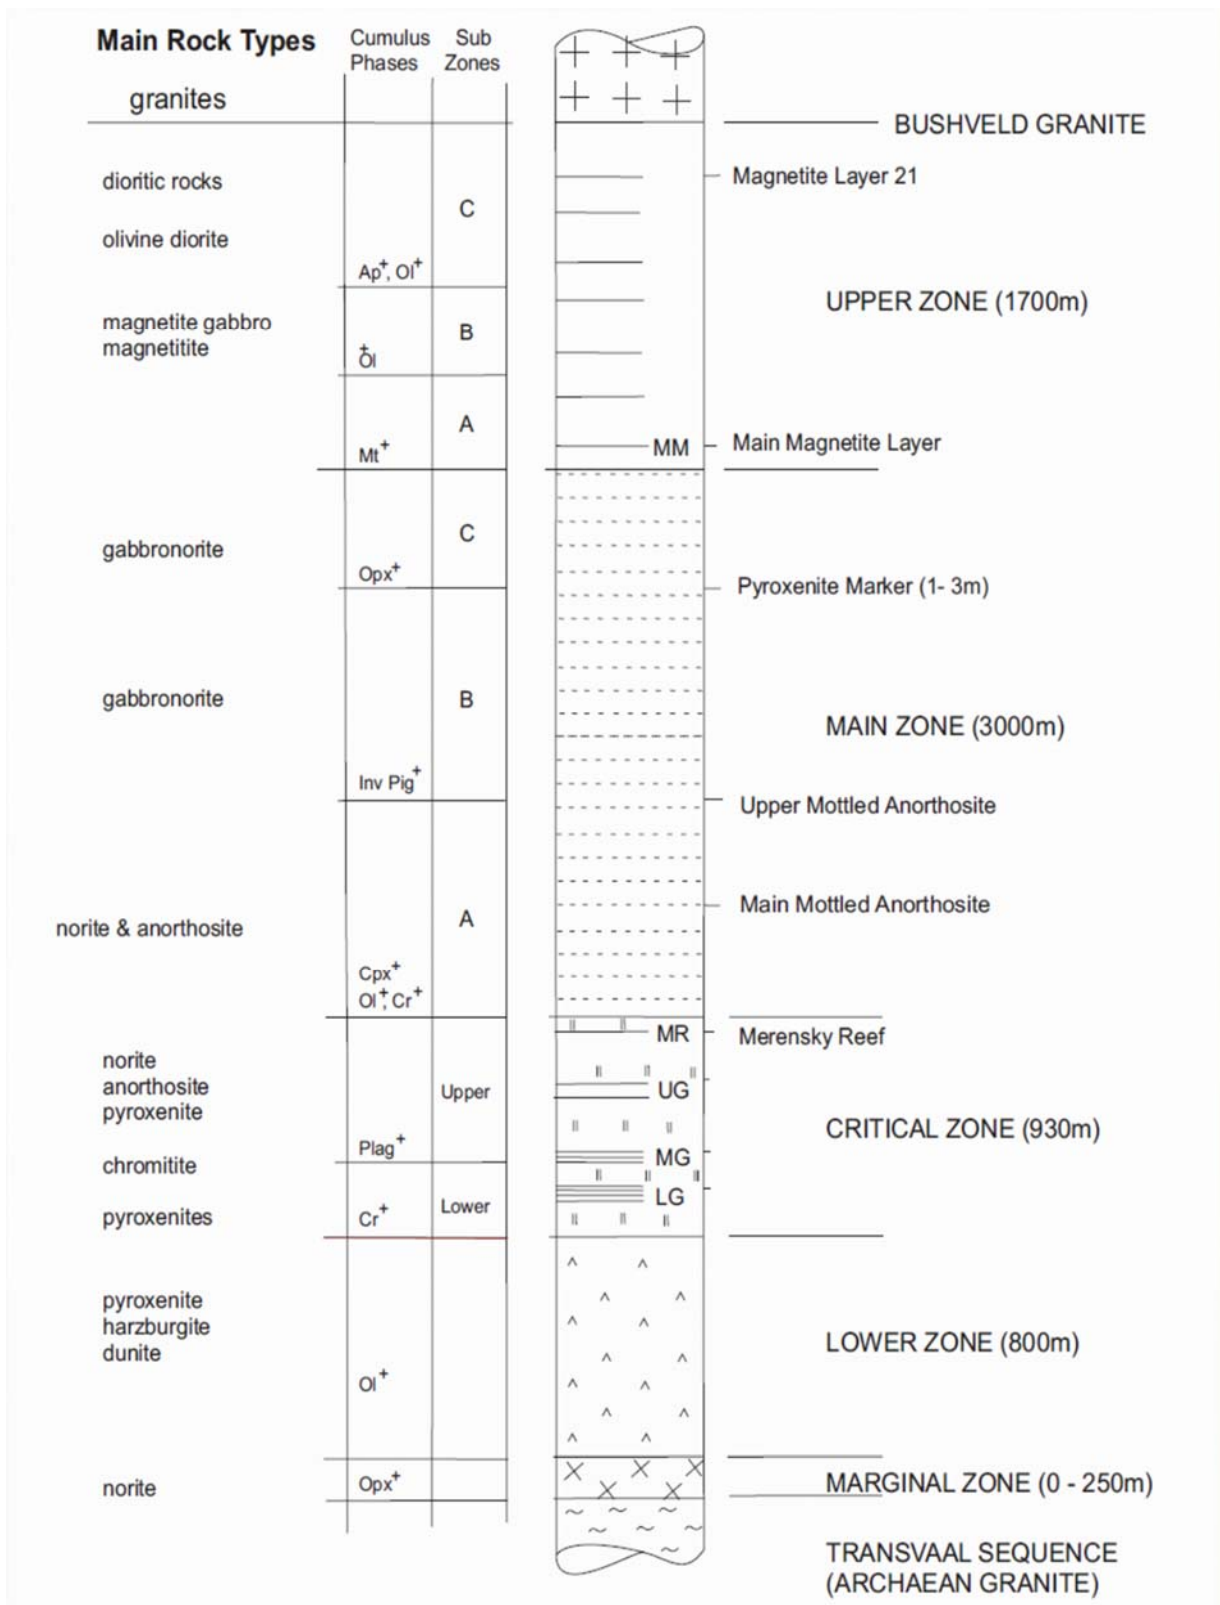 Main Rock Types
Cumulus
Phases
Sub
Zones
granites
BUSHVELD GRANITE
dioritic rocks
Magnetite Layer 21
C
olivine diorite
Ap+, Ol+
UPPER ZONE (1700m)
magnetite gabbro
magnetitite
B
+
Ol
A
Mt+
MM
Main Magnetite Layer
gabbronorite
C
Opx+
Pyroxenite Marker (1- 3m)
gabbronorite
B
MAIN ZONE (3000m)
Inv Pig+
Upper Mottled Anorthosite
Main Mottled Anorthosite
norite & anorthosite
A
Cpx+
Ol+, Cr+
MR
Merensky Reef
norite
anorthosite
pyroxenite
Upper
UG
CRITICAL ZONE (930m)
Plag+
MG
chromitite
LG
pyroxenites
Cr+
Lower
pyroxenite
harzburgite
dunite
LOWER ZONE (800m)
Ol+
norite
Opx+
MARGINAL ZONE (0 - 250m)
TRANSVAAL SEQUENCE
(ARCHAEAN GRANITE)